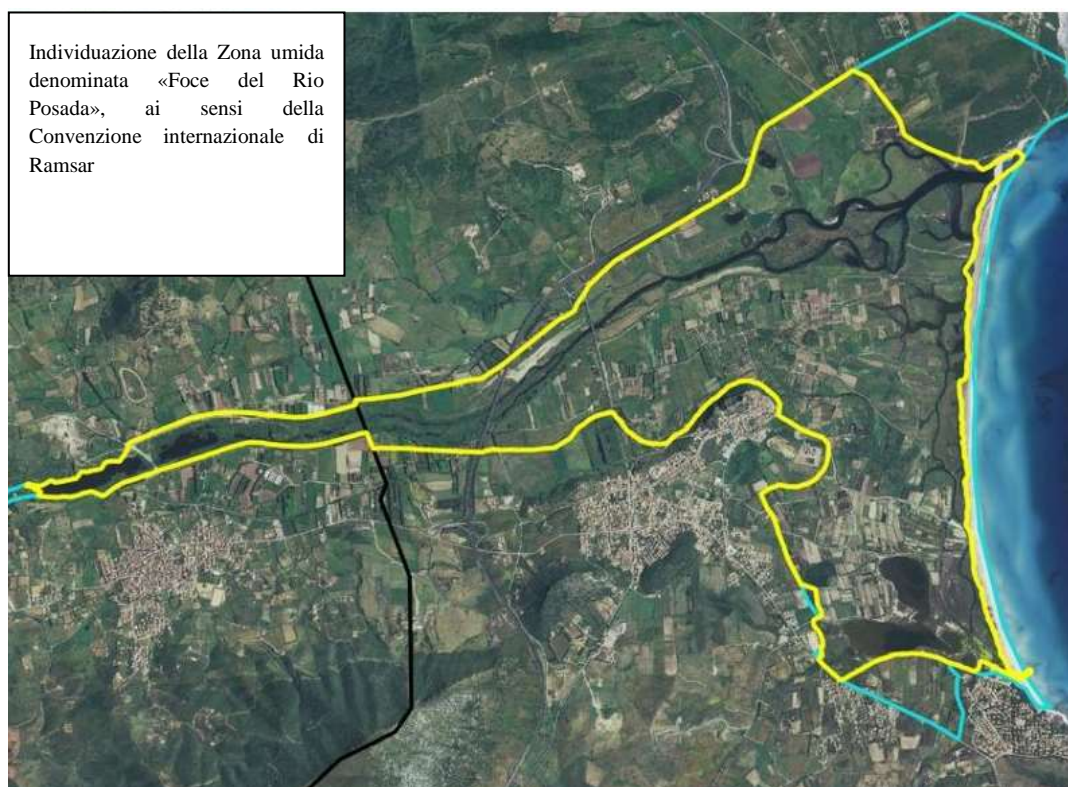 Individuazione della Zona umida
denominata «Foce del Rio
Posada», ai sensi della
Convenzione internazionale di
Ramsar